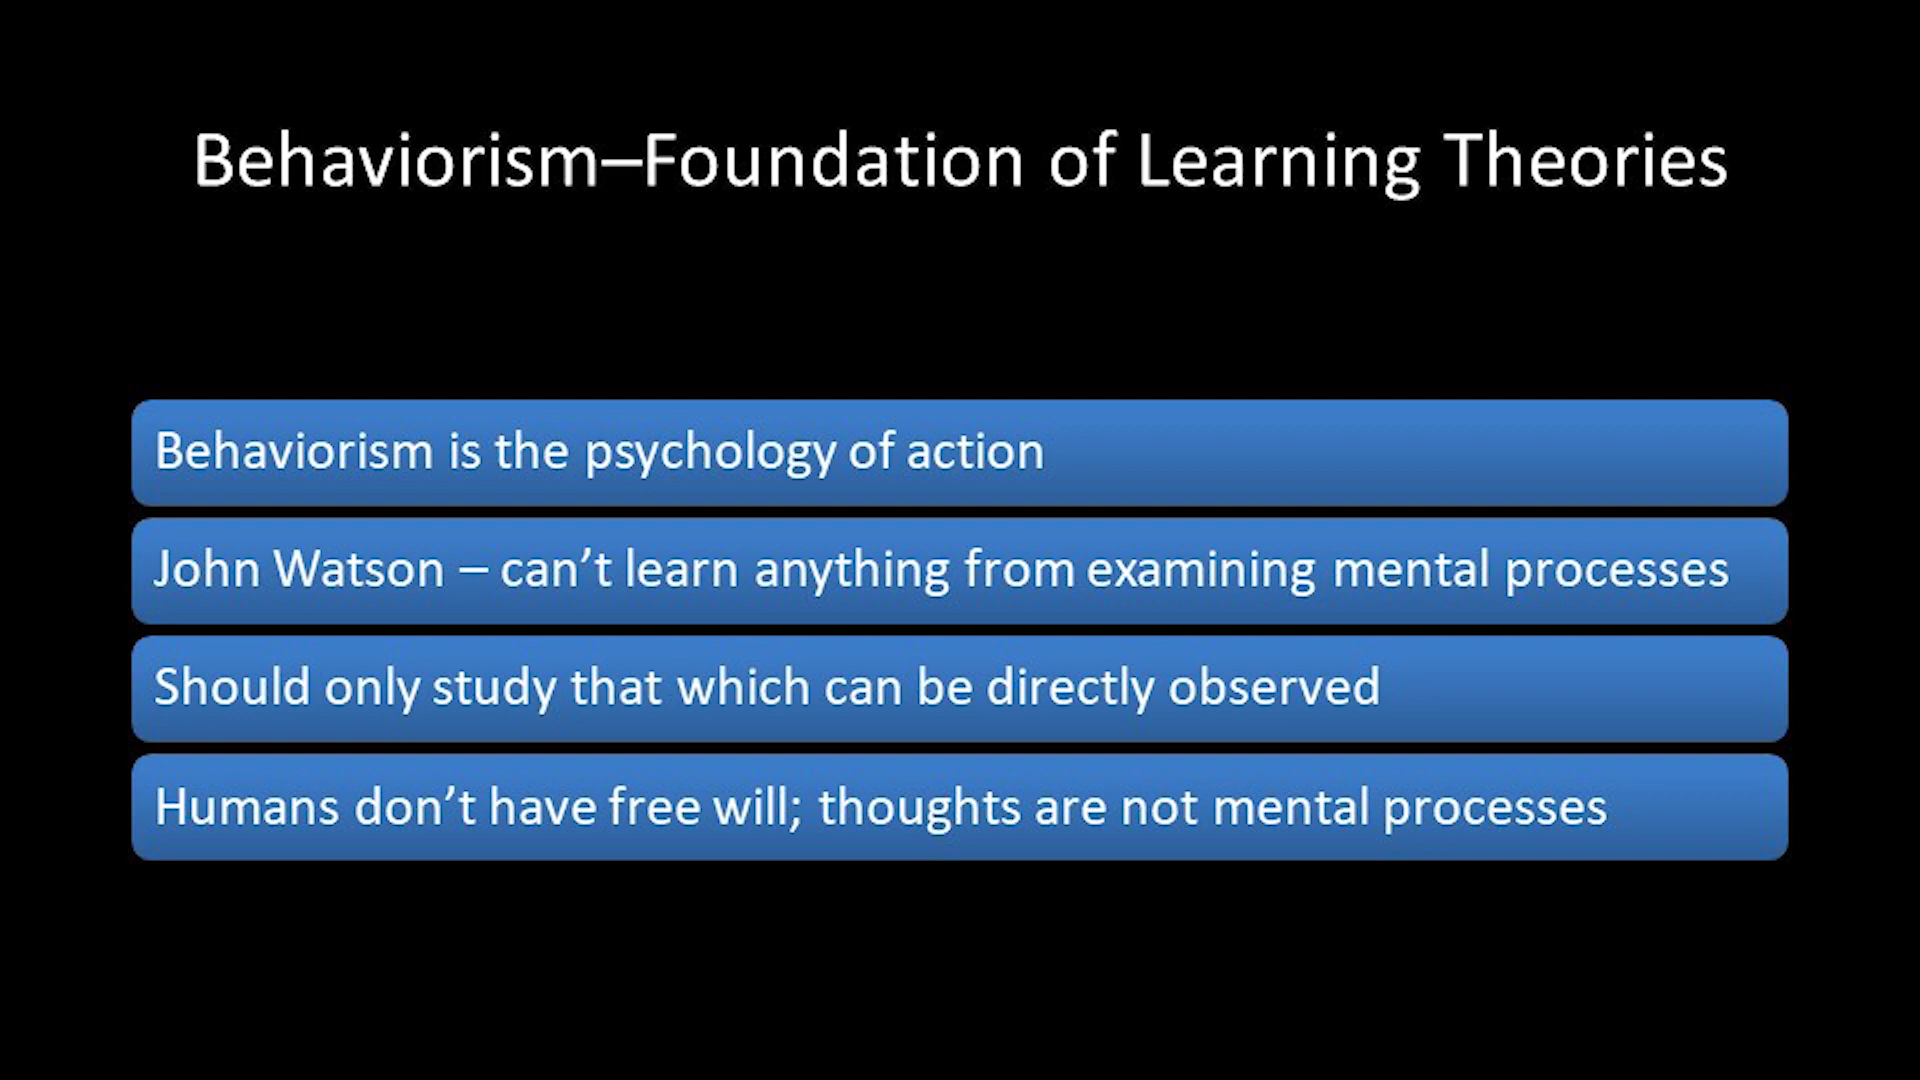 Behaviorism–Foundation of Learning Theories
Behaviorism is the psychology of action
John Watson – can’t learn anything from examining mental processes
Should only study that which can be directly observed
Humans don’t have free will; thoughts are not mental processes